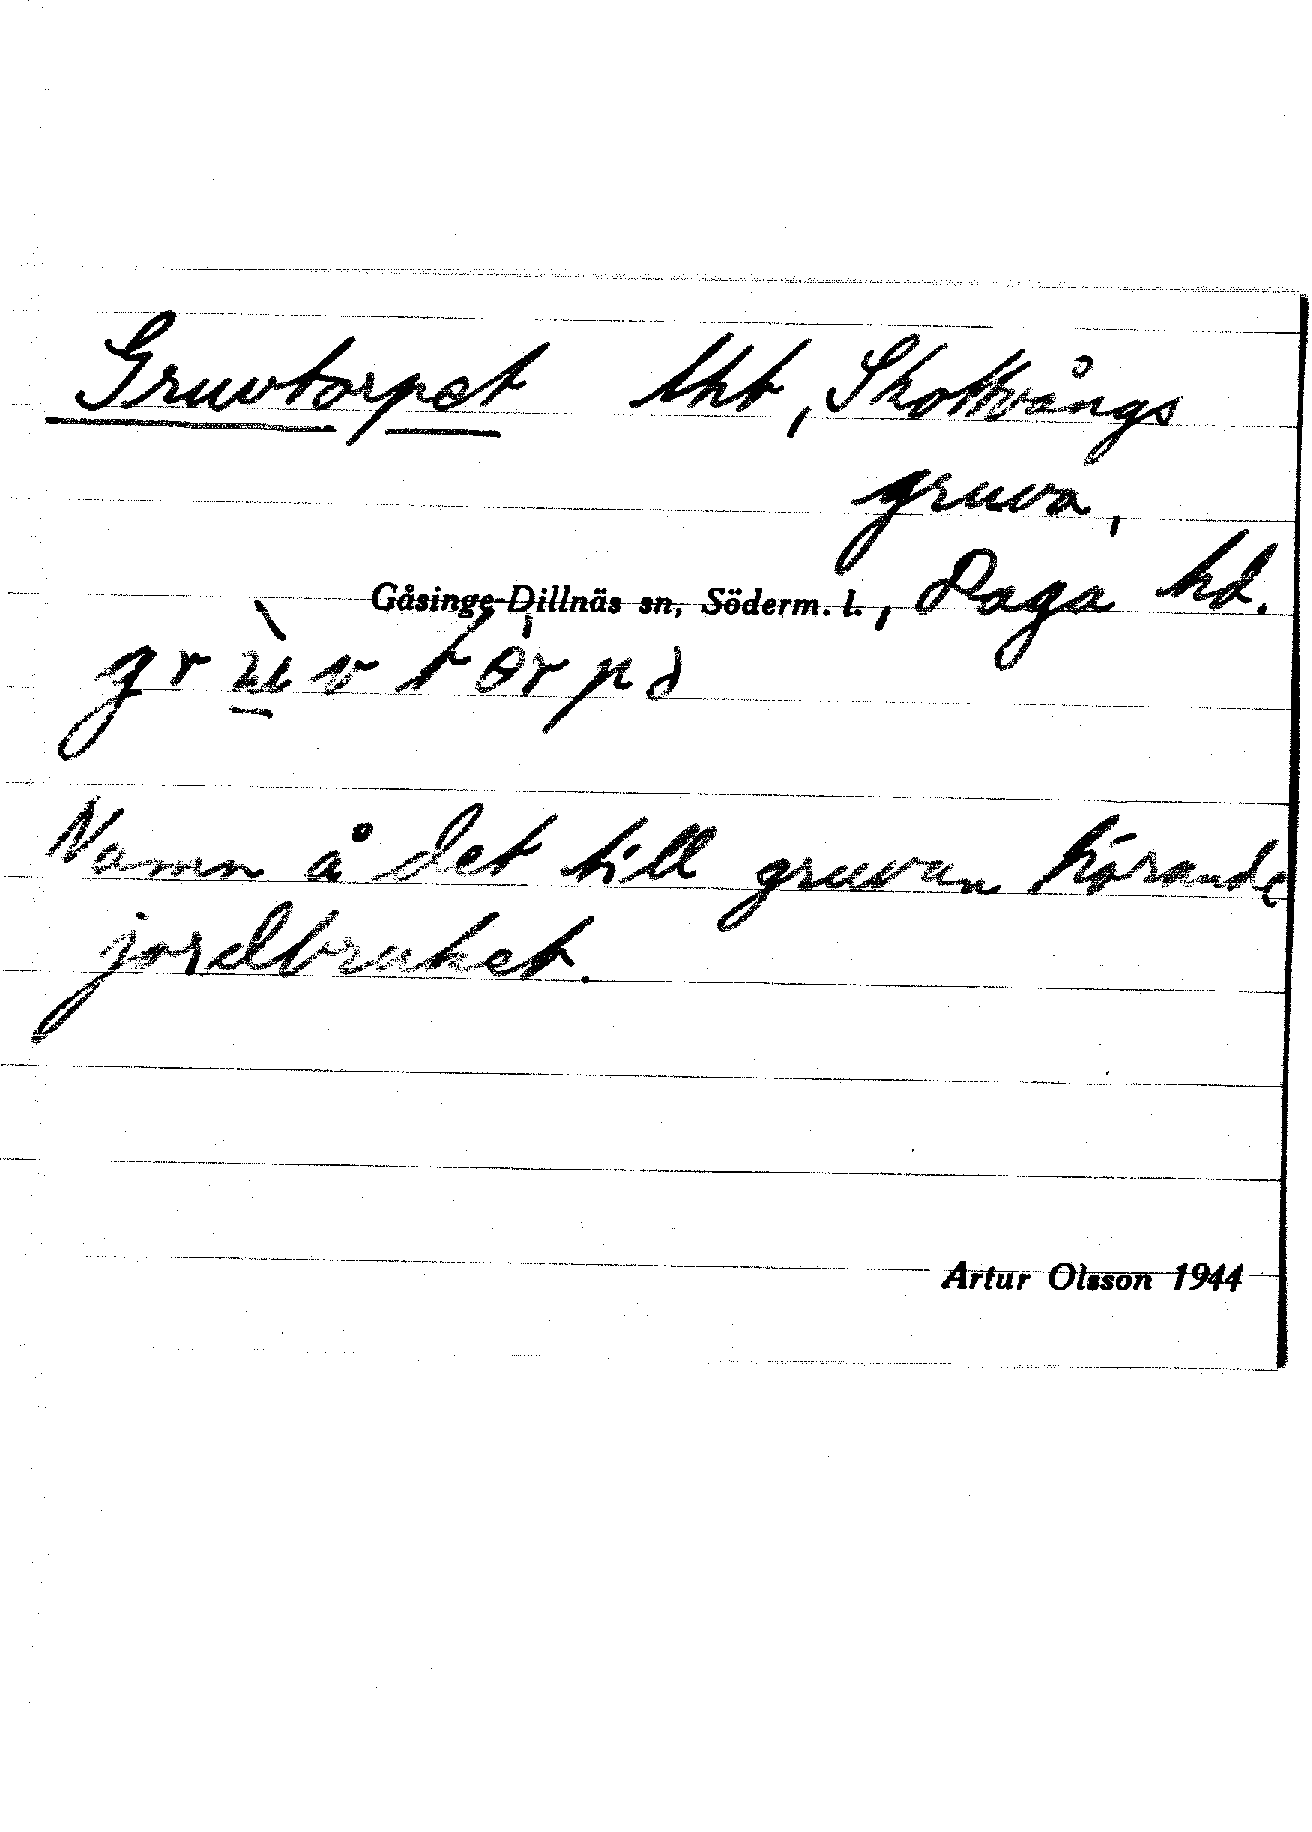 Gruvtorpet lht, Skottvångs
gruva,
Gåsinge-Dillnäs sn, Söderm. l., Daga hd.
Namn å det till gruvan hörande
jordbruket.
Artur Olsson 1944